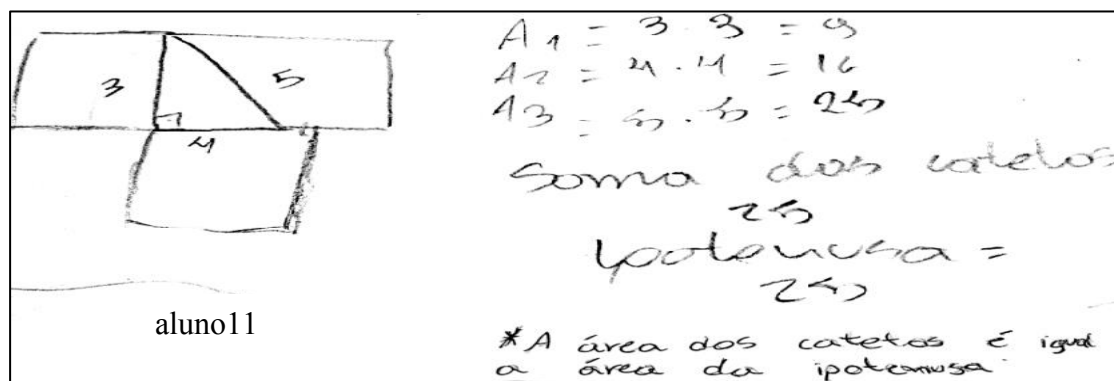 3
5
4
aluno11
A1 = 3.3 = 9
A2 = 4.4 = 16
A3 = 5.5 = 25
Soma dos catetos
25
Ipotenusa =
25
*A área dos catetos é igual
a área da ipotenusa